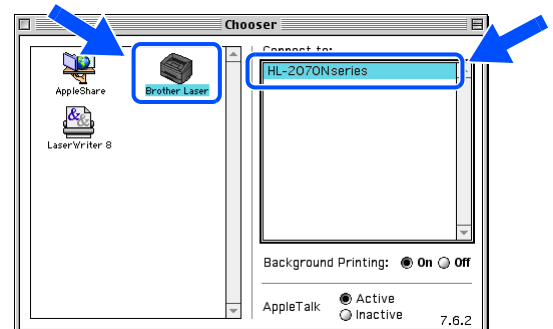 Chooser
AppleShare
Brother Laser
LaserWriter 8
Connect to:
HL-2070Nseries
Background Printing: On Off
AppleTalk
Active
Inactive
7.6.2